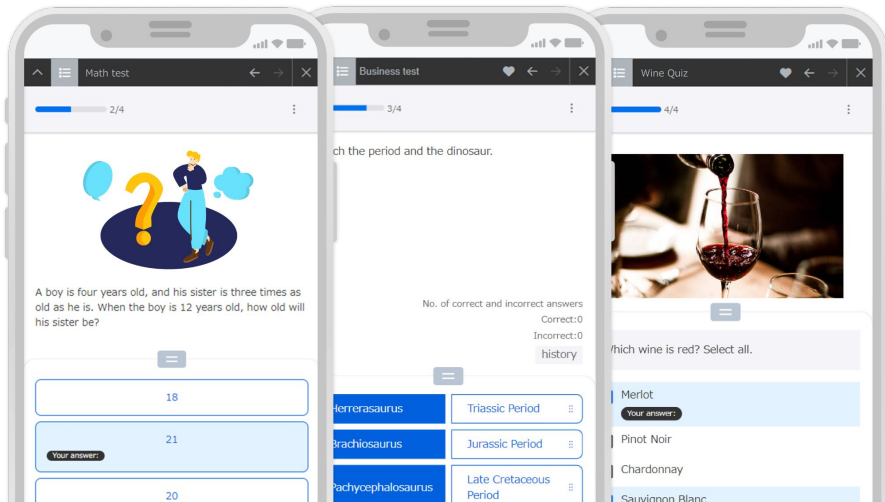 Math test
2/4
A boy is four years old, and his sister is three times as
old as he is. When the boy is 12 years old, how old will
his sister be?
18
21
Your answer:
20
Business test
3/4
ch the period and the dinosaur.
No. of correct and incorrect answers
Correct:0
Incorrect:0
history
Herrerasaurus
Triassic Period
Brachiosaurus
Jurassic Period
Pachycephalosaurus
Late Cretaceous
Period
Wine Quiz
4/4
Which wine is red? Select all.
Merlot
Your answer:
Pinot Noir
Chardonnay
Sauvignon Blanc